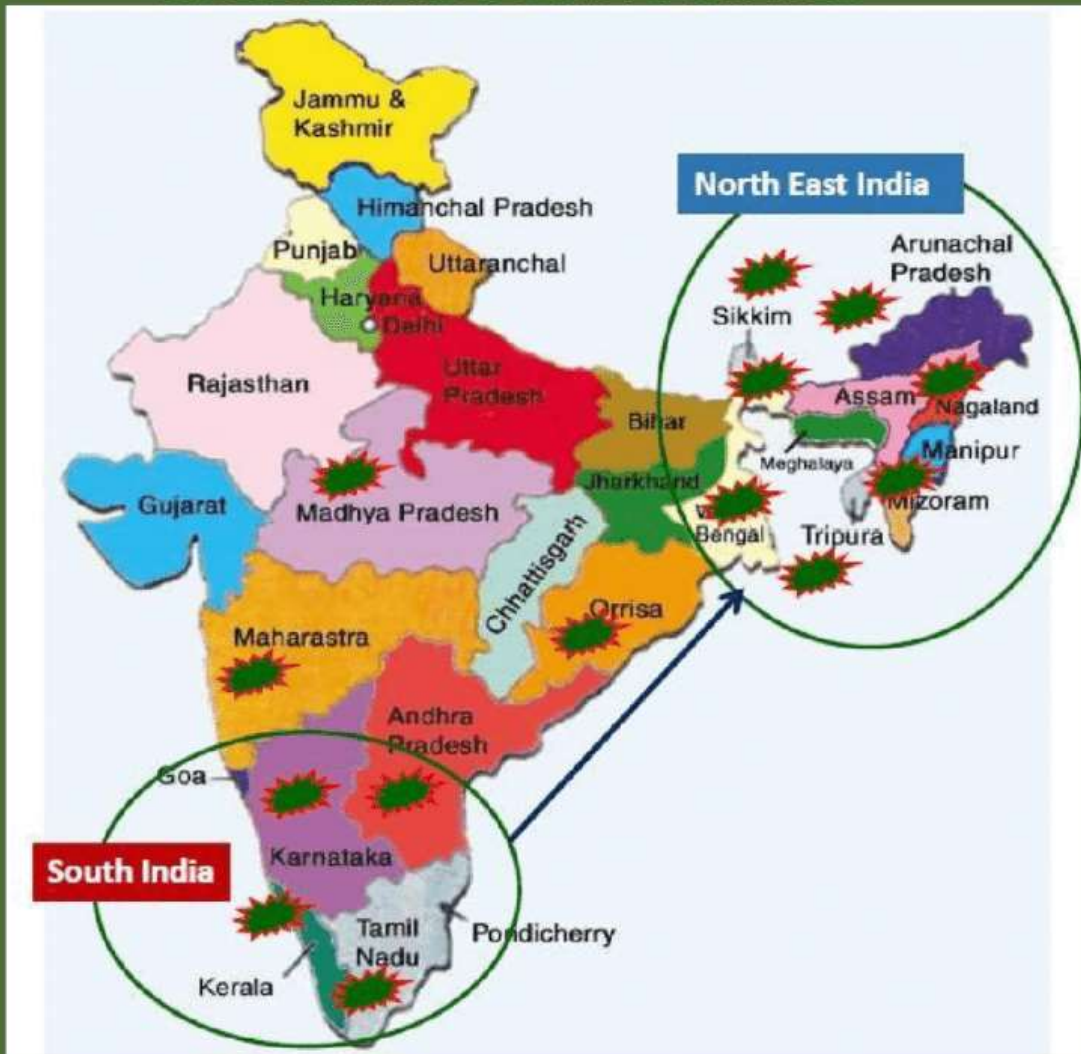 Jammu &
Kashmir
North East India
Himanchal Pradesh
Punjab
Uttaranchal
Arunachal
Pradesh
Haryana
Delhi
Sikkim
Rajasthan
Uttar
Pradesh
Bihar
Assam
Nagaland
Meghalaya
Manipur
Jharkhand
Gujarat
Madhya Pradesh
Mizoram
Bengal
Tripura
Chhattisgarh
Orrisa
Maharastra
Andhra
Pradesh
Goa
Karnataka
South India
Tamil
Nadu
Pondicherry
Kerala